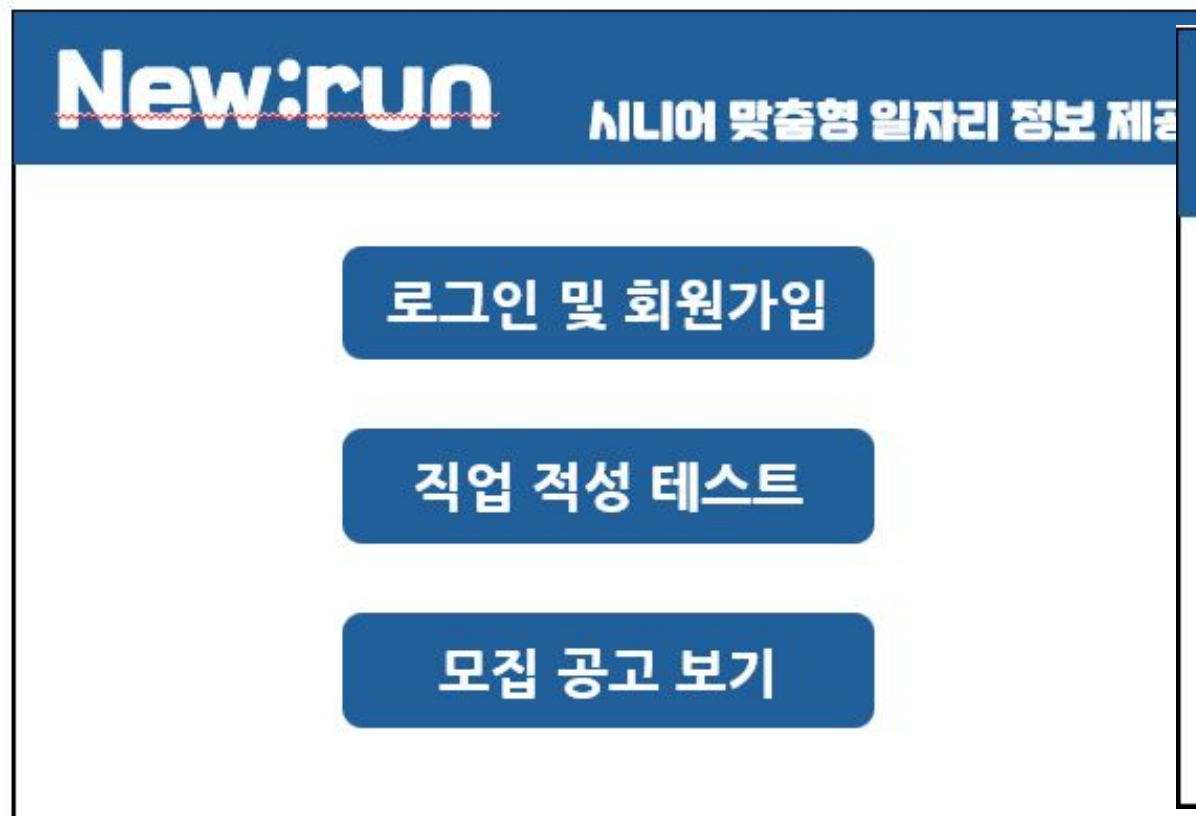 New:run
시니어 맞춤형 일자리 정보 제공
로그인 및 회원가입
직업 적성 테스트
모집 공고 보기